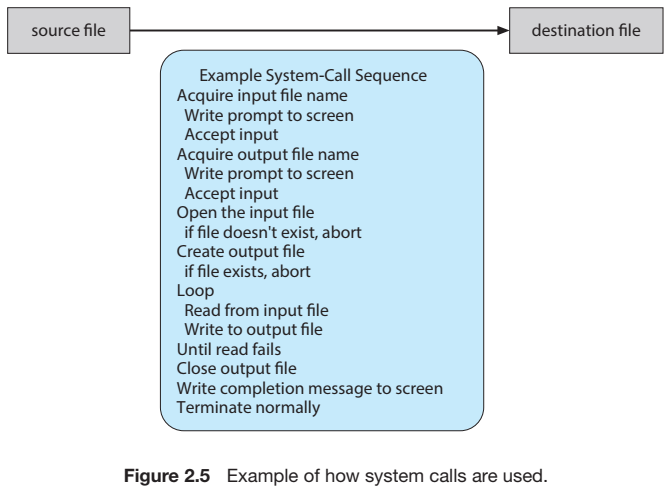 source file
destination file
Example System-Call Sequence
Acquire input file name
Write prompt to screen
Accept input
Acquire output file name
Write prompt to screen
Accept input
Open the input file
if file doesn't exist, abort
Create output file
if file exists, abort
Loop
Read from input file
Write to output file
Until read fails
Close output file
Write completion message to screen
Terminate normally
Figure 2.5 Example of how system calls are used.